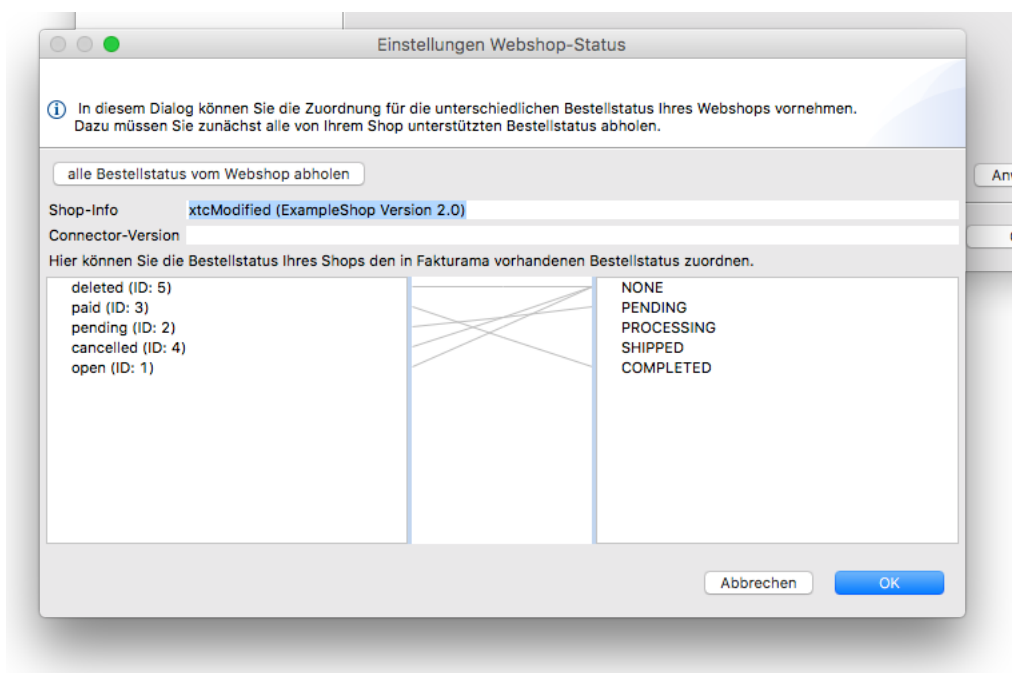 Einstellungen Webshop-Status
In diesem Dialog können Sie die Zuordnung für die unterschiedlichen Bestellstatus Ihres Webshops vornehmen.
Dazu müssen Sie zunächst alle von Ihrem Shop unterstützten Bestellstatus abholen.
alle Bestellstatus vom Webshop abholen
Shop-Info xtcModified (ExampleShop Version 2.0)
Connector-Version
Hier können Sie die Bestellstatus Ihres Shops den in Fakturama vorhandenen Bestellstatus zuordnen.
deleted (ID: 5)
paid (ID: 3)
pending (ID: 2)
cancelled (ID: 4)
open (ID: 1)
NONE
PENDING
PROCESSING
SHIPPED
COMPLETED
Abbrechen
OK